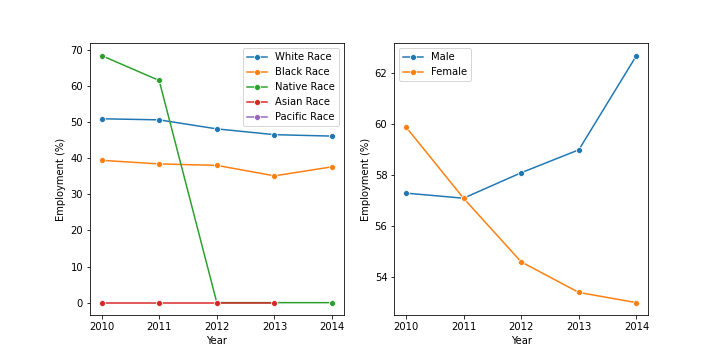 70
60
50
40
30
20
10
0
Employment (%)
2010 2011 2012 2013 2014
Year
White Race
Black Race
Native Race
Asian Race
Pacific Race
62
60
58
56
54
Employment (%)
2010 2011 2012 2013 2014
Year
Male
Female